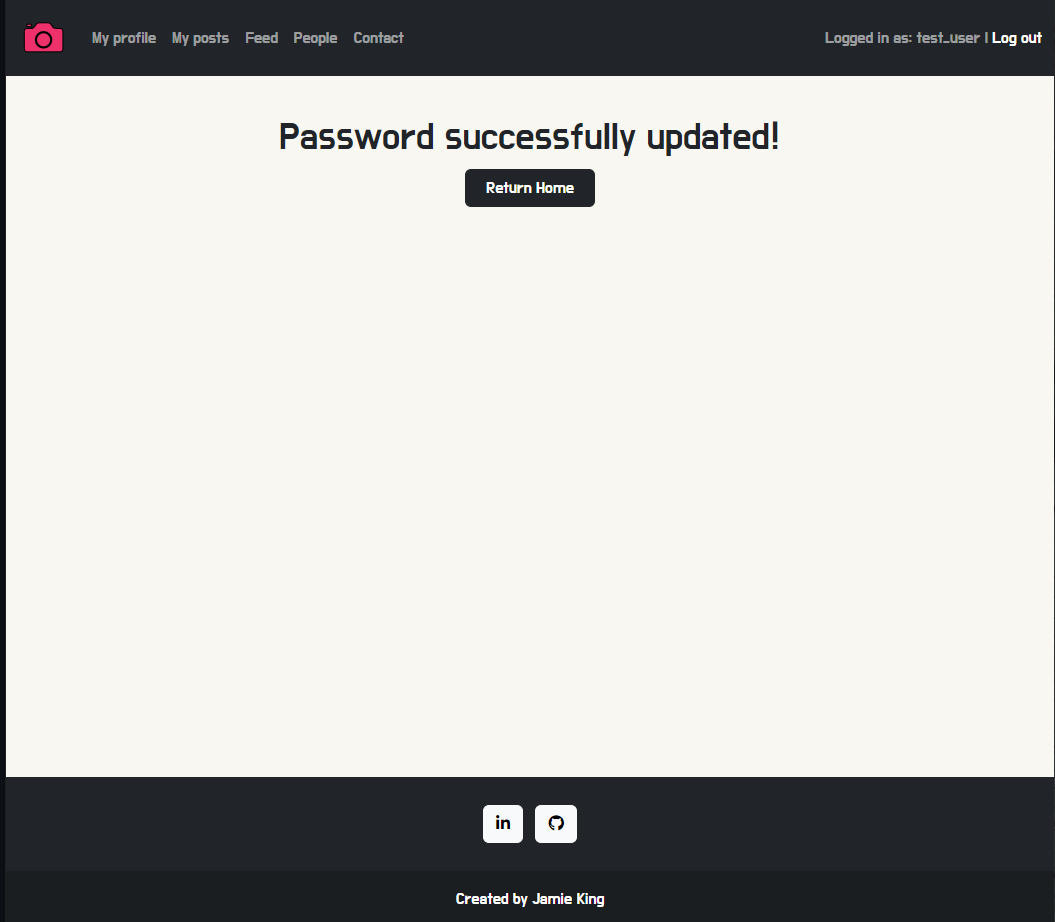 My profile My posts Feed People Contact Logged in as: test_user | Log out
Password successfully updated!
Return Home
in
Created by Jamie King